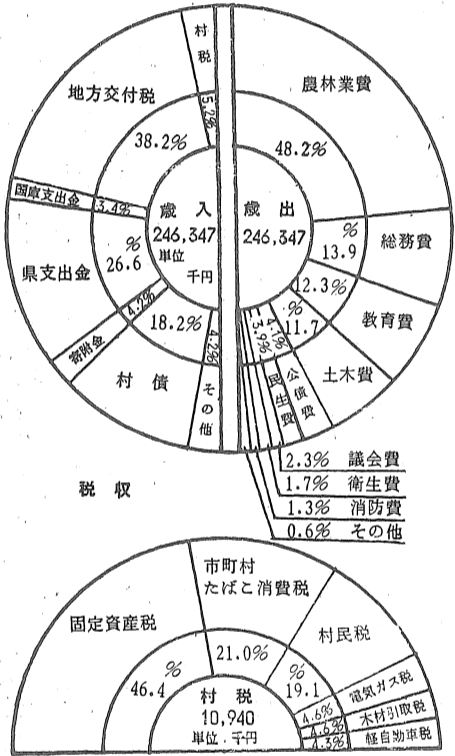 村税
5.2%
地方交付税
38.2%
国庫支出金
3.4%
県支出金
%
26.6
寄附金
4.2%
村債
18.2%
その他
4.2%
歳入
246,347
単位
千円
歳出
246,347
農林業費
48.2%
総務費
%
13.9
教育費
12.3%
土木費
%
11.7
公債費
4.1%
民生費
3.9%
2.3% 議会費
1.7% 衛生費
1.3% 消防費
0.6% その他
税収
固定資産税
%
46.4
市町村
たばこ消費税
21.0%
村民税
%
19.1
電気ガス税
4.6%
木材引取税
4.6%
軽自動車税
村税
10,940
単位.千円